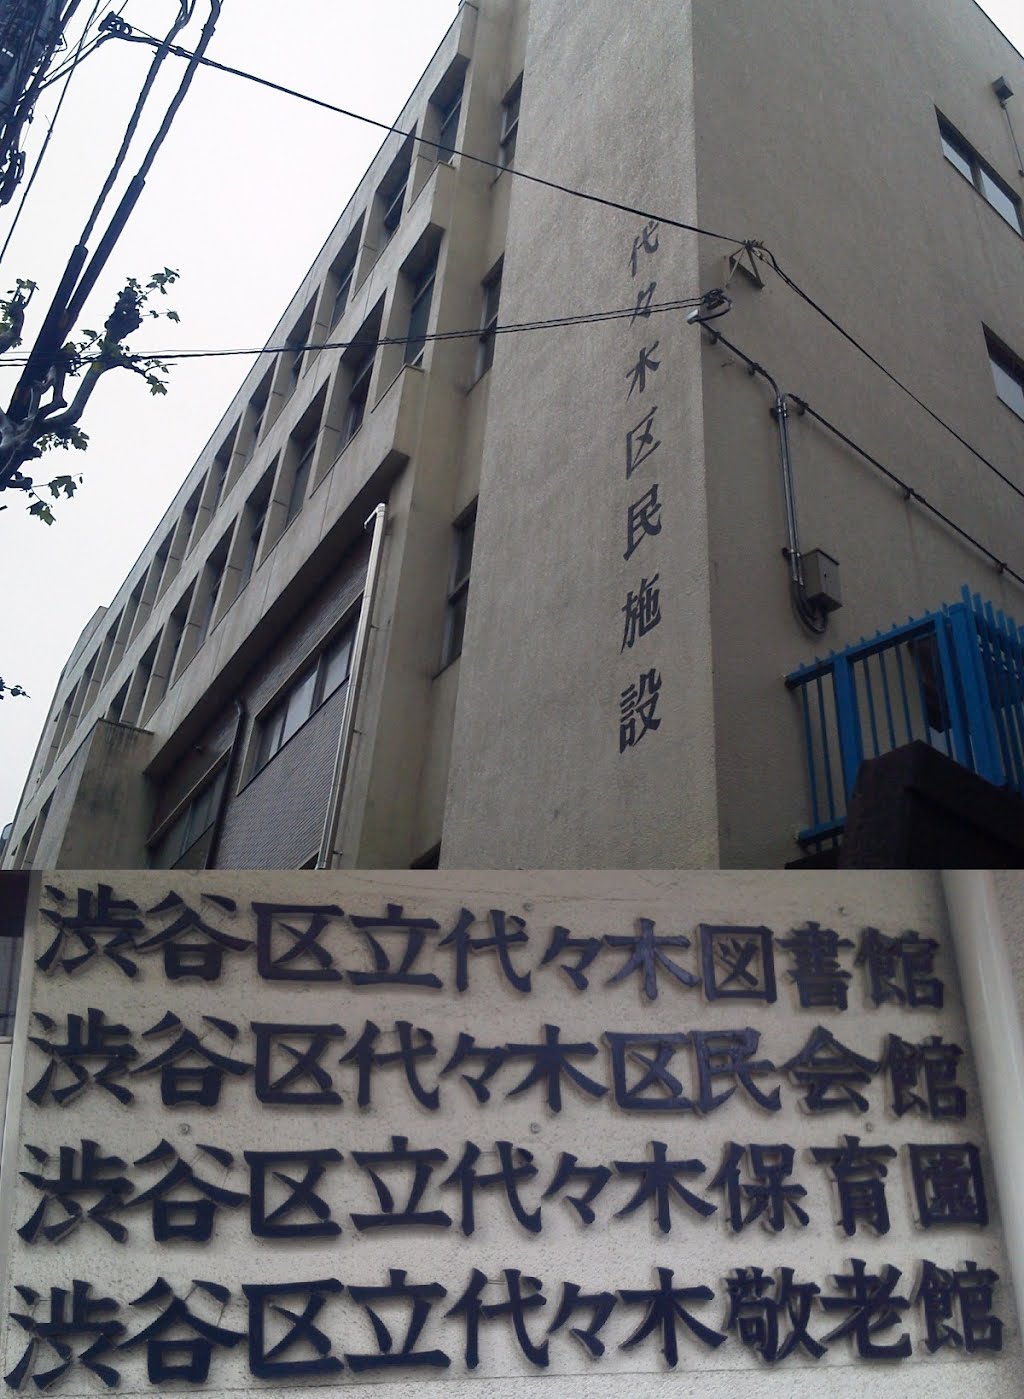 代々木区民施設
渋谷区立代々木図書館
渋谷区代々木区民会館
渋谷区立代々木保育園
渋谷区立代々木敬老館